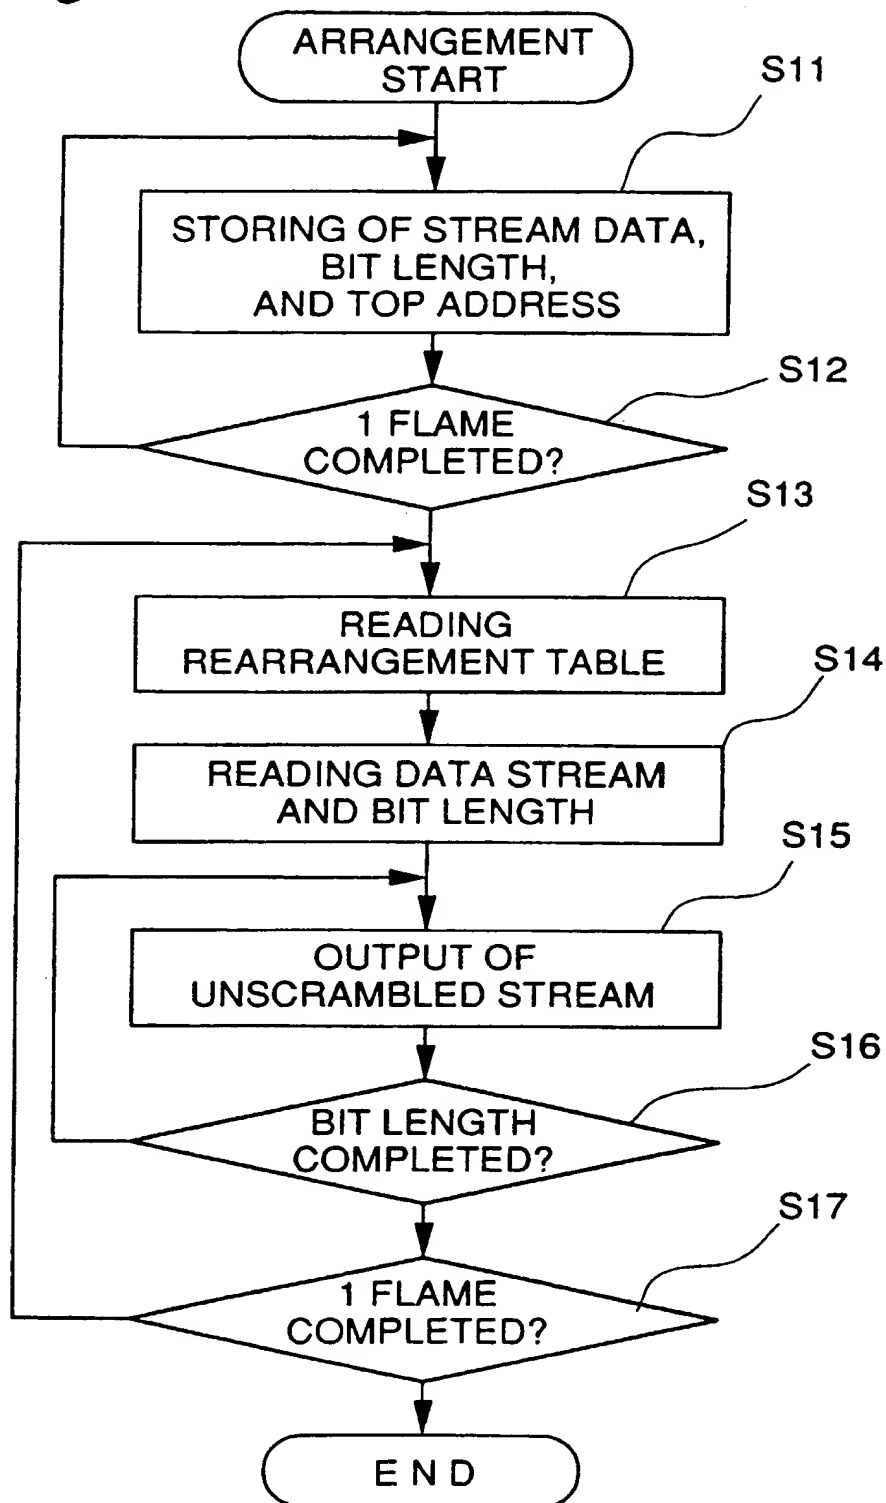 ARRANGEMENT
START
S11
STORING OF STREAM DATA,
BIT LENGTH,
AND TOP ADDRESS
S12
1 FLAME
COMPLETED?
S13
READING
REARRANGEMENT TABLE
S14
READING DATA STREAM
AND BIT LENGTH
S15
OUTPUT OF
UNSCRAMBLED STREAM
S16
BIT LENGTH
COMPLETED?
S17
1 FLAME
COMPLETED?
END